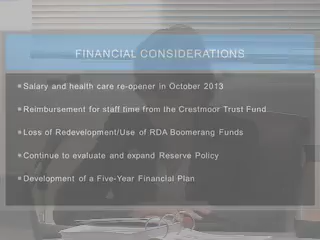 FINANCIAL CONSIDERATIONS
Salary and health care re-opener in October 2013
Reimbursement for staff time from the Crestmoor Trust Fund
Loss of Redevelopment/Use of RDA Boomerang Funds
Continue to evaluate and expand Reserve Policy
Development of a Five-Year Financial Plan